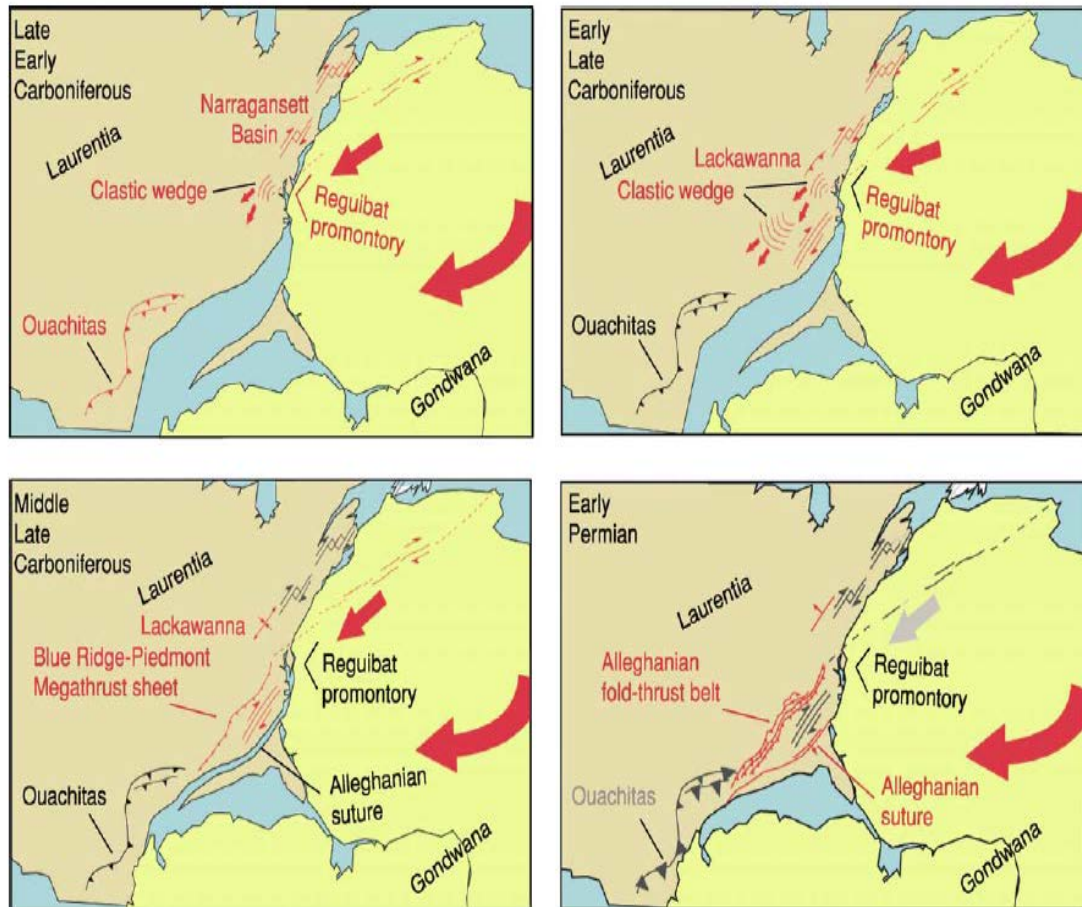 Late
Early
Carboniferous
Narragansett
Basin
Laurentia
Clastic wedge
Reguibat
promontory
Ouachitas
Gondwana
Early
Late
Carboniferous
Laurentia
Lackawanna
Clastic wedge
Reguibat
promontory
Ouachitas
Gondwana
Middle
Late
Carboniferous
Laurentia
Lackawanna
Blue Ridge-Piedmont
Megathrust sheet
Reguibat
promontory
Ouachitas
Alleghanian
suture
Gondwana
Early
Permian
Laurentia
Alleghanian
fold-thrust belt
Reguibat
promontory
Ouachitas
Alleghanian
suture
Gondwana